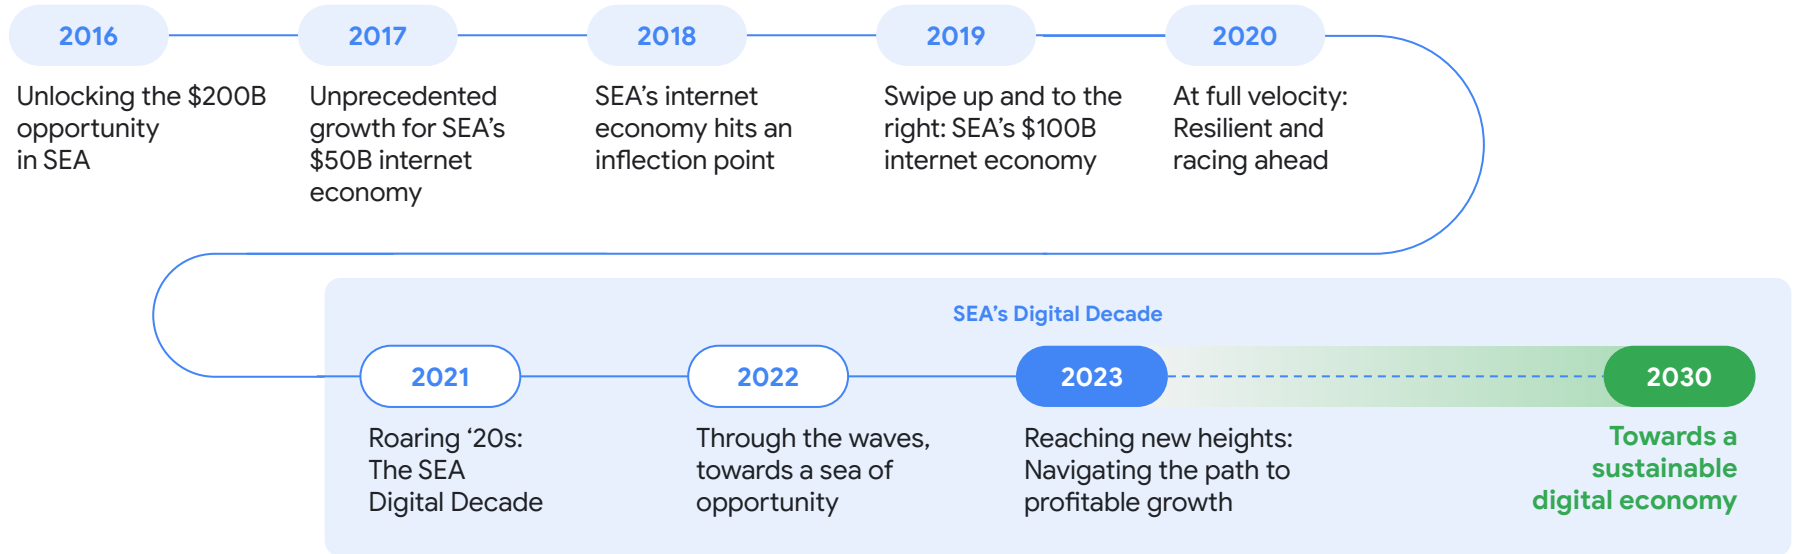 2016
2017
2018
2019
2020
Unlocking the $200B
opportunity
in SEA
Unprecedented
growth for SEA's
$50B internet
economy
SEA's internet
economy hits an
inflection point
Swipe up and to the
right: SEA's $100B
internet economy
At full velocity:
Resilient and
racing ahead
SEA's Digital Decade
2021
2022
2023
2030
Roaring ‘20s:
The SEA
Digital Decade
Through the waves,
towards a sea of
opportunity
Reaching new heights:
Navigating the path to
profitable growth
Towards a
sustainable
digital economy